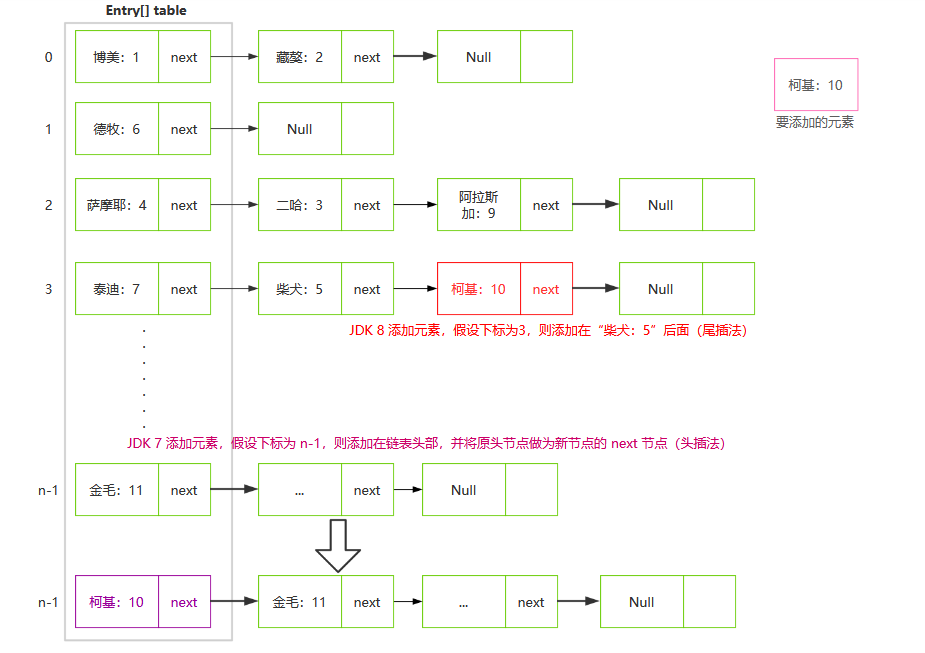 Entry[] table
0
博美：1
next
藏獒：2
next
Null
柯基：10
要添加的元素
1
德牧：6
next
Null
2
萨摩耶：4
next
二哈：3
next
阿拉斯
加：9
next
Null
3
泰迪：7
next
柴犬：5
next
柯基：10
next
Null
JDK 8 添加元素，假设下标为3，则添加在“柴犬：5”后面（尾插法）
JDK 7 添加元素，假设下标为 n-1，则添加在链表头部，并将原头节点做为新节点的 next 节点（头插法）
n-1
金毛：11
next
...
next
Null
n-1
柯基：10
next
金毛：11
next
...
next
Null